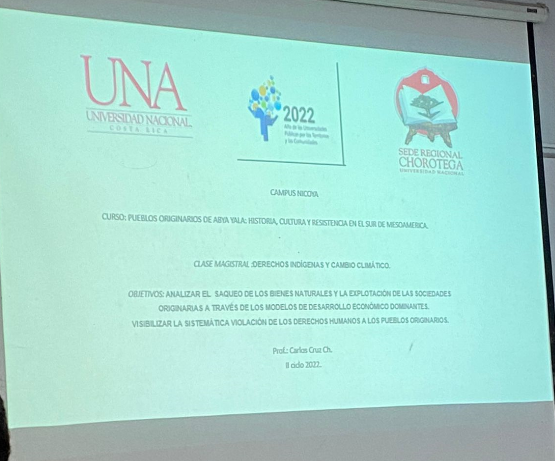 UNA
UNIVERSIDAD NACIONAL
COSTA RICA
2022
Año de las Universidades
Públicas por los Territorios
y las Comunidades
SEDE REGIONAL
CHOROTEGA
UNIVERSIDAD NACIONAL
CAMPUS NICOYA
CURSO: PUEBLOS ORIGINARIOS DE ABYA YALA: HISTORIA, CULTURA Y RESISTENCIA EN EL SUR DE MESOAMERICA.
CLASE MAGISTRAL :DERECHOS INDÍGENAS Y CAMBIO CLIMÁTICO.
OBJETIVOS: ANALIZAR EL SAQUEO DE LOS BIENES NATURALES Y LA EXPLOTACIÓN DE LAS SOCIEDADES
ORIGINARIAS A TRAVÉS DE LOS MODELOS DE DESARROLLO ECONÓMICO DOMINANTES.
VISIBILIZAR LA SISTEMÁTICA VIOLACIÓN DE LOS DERECHOS HUMANOS A LOS PUEBLOS ORIGINARIOS.
Prof.: Carlos Cruz Ch.
II ciclo 2022.